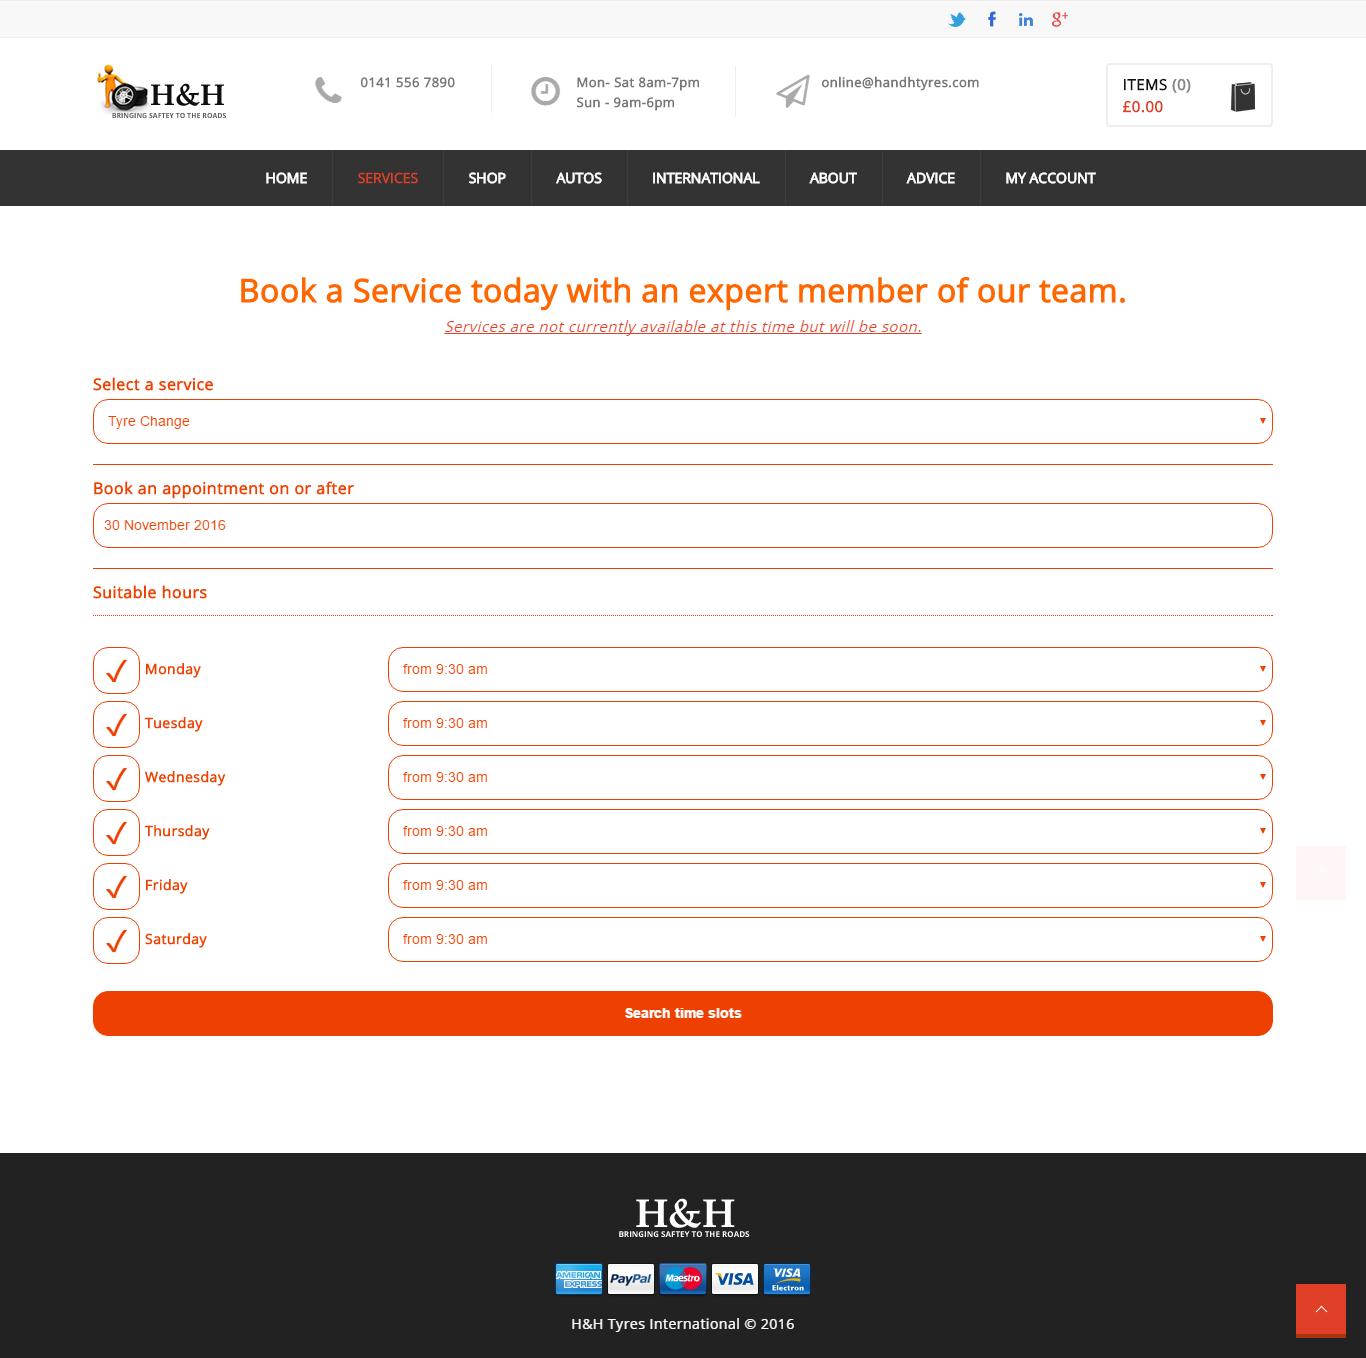 0141 556 7890
Mon- Sat 8am-7pm
Sun - 9am-6pm
online@handhtyres.com
ITEMS (0)
£0.00
H&H
BRINGING SAFTEY TO THE ROADS
HOME SERVICES SHOP AUTOS INTERNATIONAL ABOUT ADVICE MY ACCOUNT
Book a Service today with an expert member of our team.
Services are not currently available at this time but will be soon.
Select a service
Tyre Change
Book an appointment on or after
30 November 2016
Suitable hours
Monday from 9:30 am
Tuesday from 9:30 am
Wednesday from 9:30 am
Thursday from 9:30 am
Friday from 9:30 am
Saturday from 9:30 am
Search time slots
H&H
BRINGING SAFTEY TO THE ROADS
AMERICAN EXPRESS PayPal Maestro VISA VISA Electron
H&H Tyres International © 2016